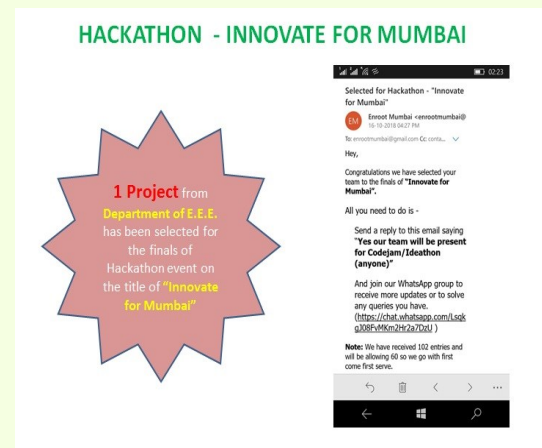 HACKATHON - INNOVATE FOR MUMBAI
1 Project from
Department of E.E.E.
has been selected for
the finals of
Hackathon event on
the title of "Innovate
for Mumbai"
02:23
Selected for Hackathon - "Innovate
for Mumbai"
EM
Enroot Mumbai <enrootmumbai@
16-10-2018 04:27 PM
To: enrootmumbai@gmail.com Cc: conta...
Hey,
Congratulations we have selected your
team to the finals of "Innovate for
Mumbai".
All you need to do is -
Send a reply to this email saying
"Yes our team will be present
for Codejam/Ideathon
(anyone)"
And join our WhatsApp group to
receive more updates or to solve
any queries you have.
(https://chat.whatsapp.com/Lsqk
gJ08FvMKm2Hr2a7DzU )
Note: We have received 102 entries and
will be allowing 60 so we go with first
come first serve.